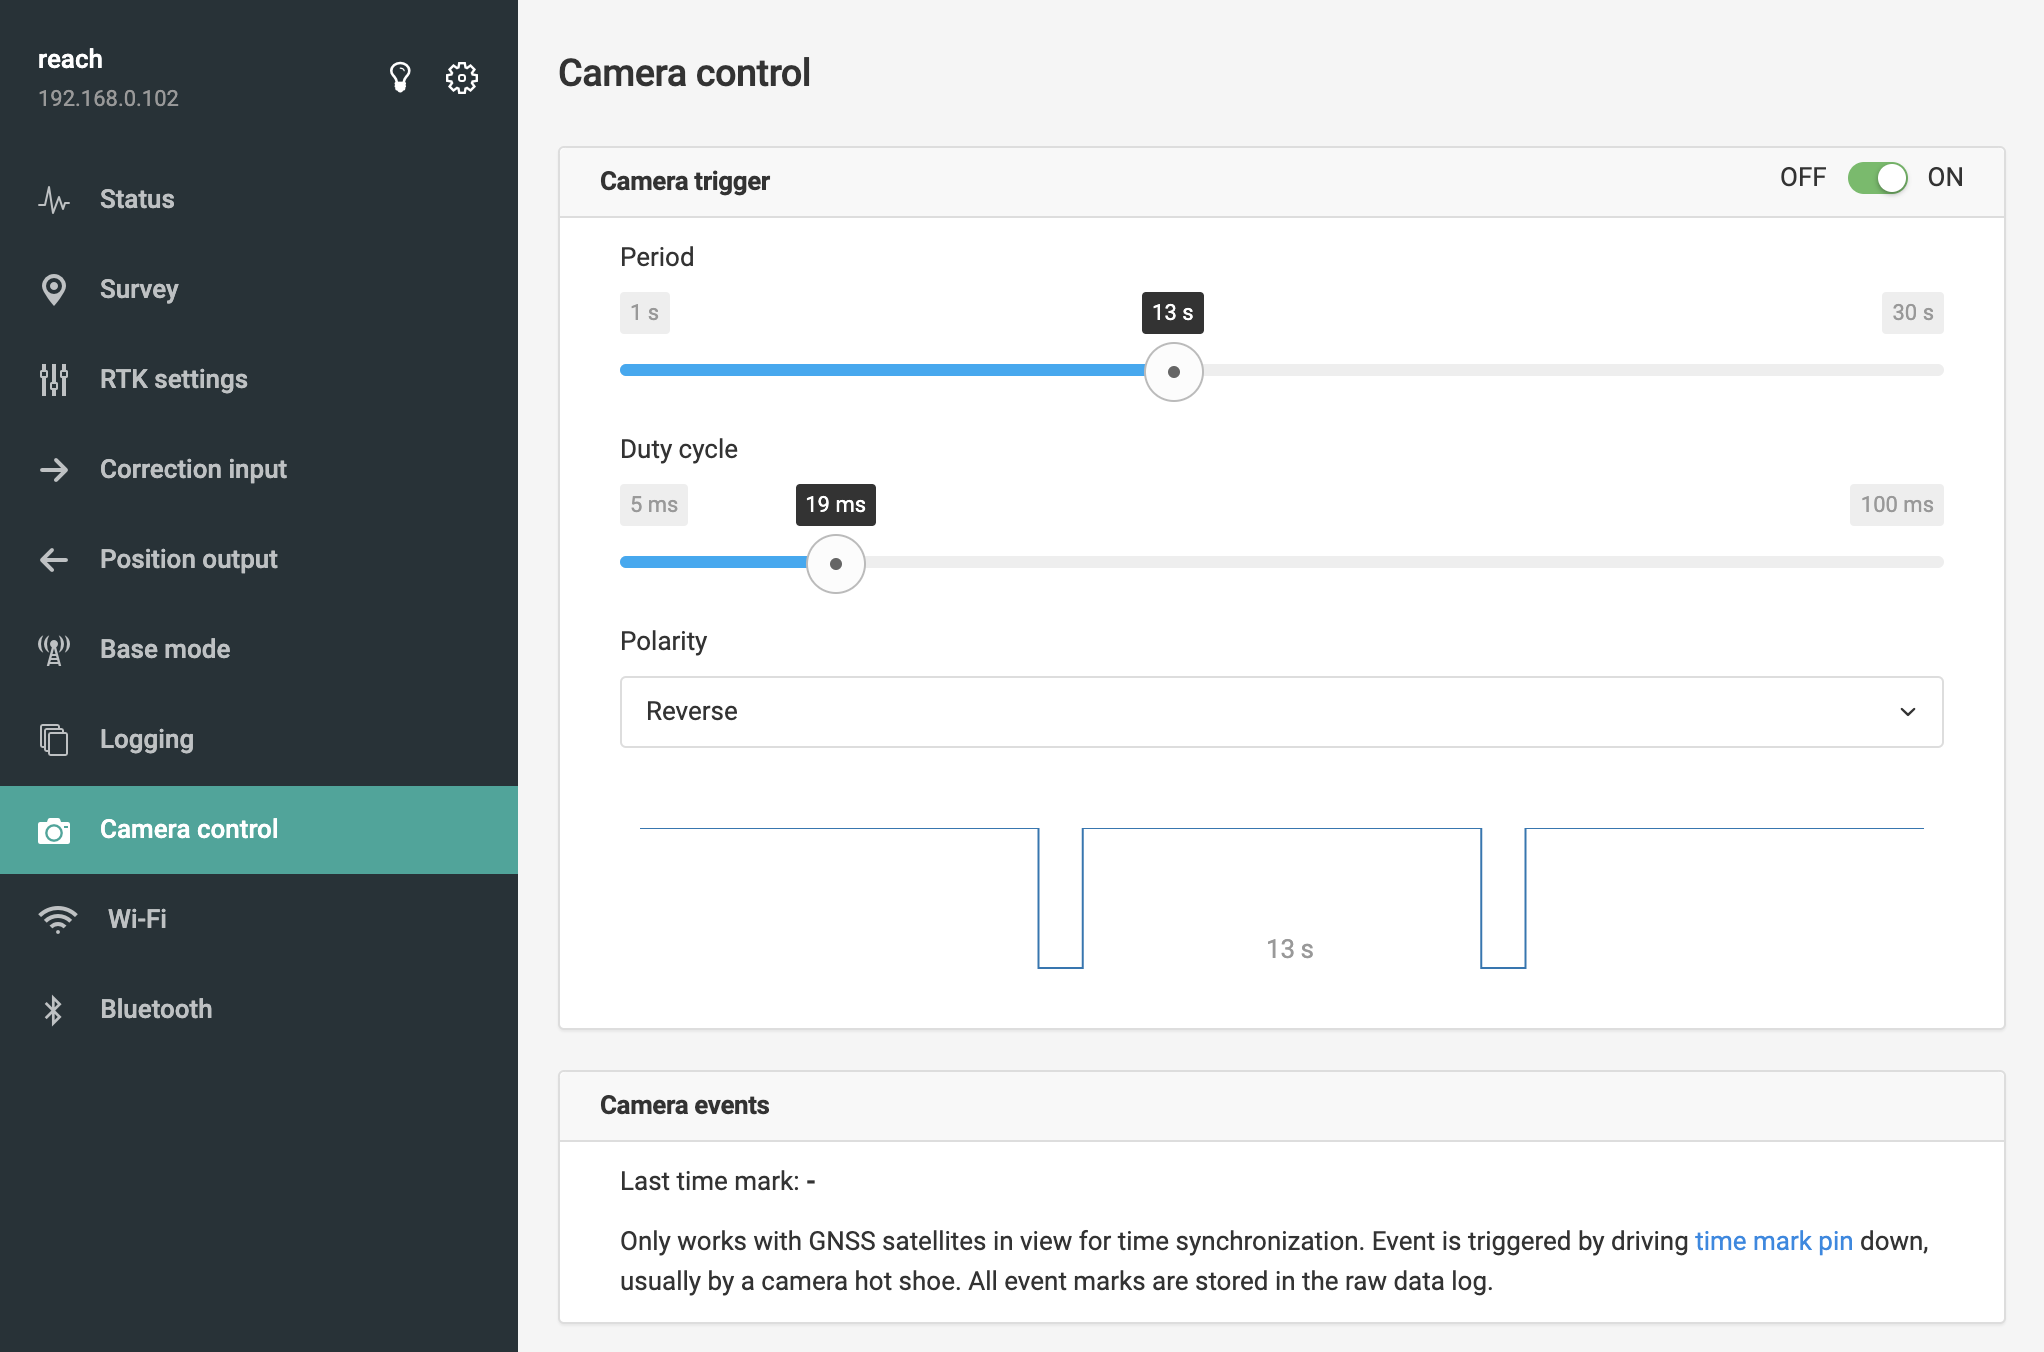 reach
192.168.0.102
Status
Survey
RTK settings
Correction input
Position output
Base mode
Logging
Camera control
Wi-Fi
Bluetooth
Camera control
Camera trigger
OFF ON
Period
1 s 13 s 30 s
Duty cycle
5 ms 19 ms 100 ms
Polarity
Reverse
13 s
Camera events
Last time mark: -
Only works with GNSS satellites in view for time synchronization. Event is triggered by driving time mark pin down,
usually by a camera hot shoe. All event marks are stored in the raw data log.